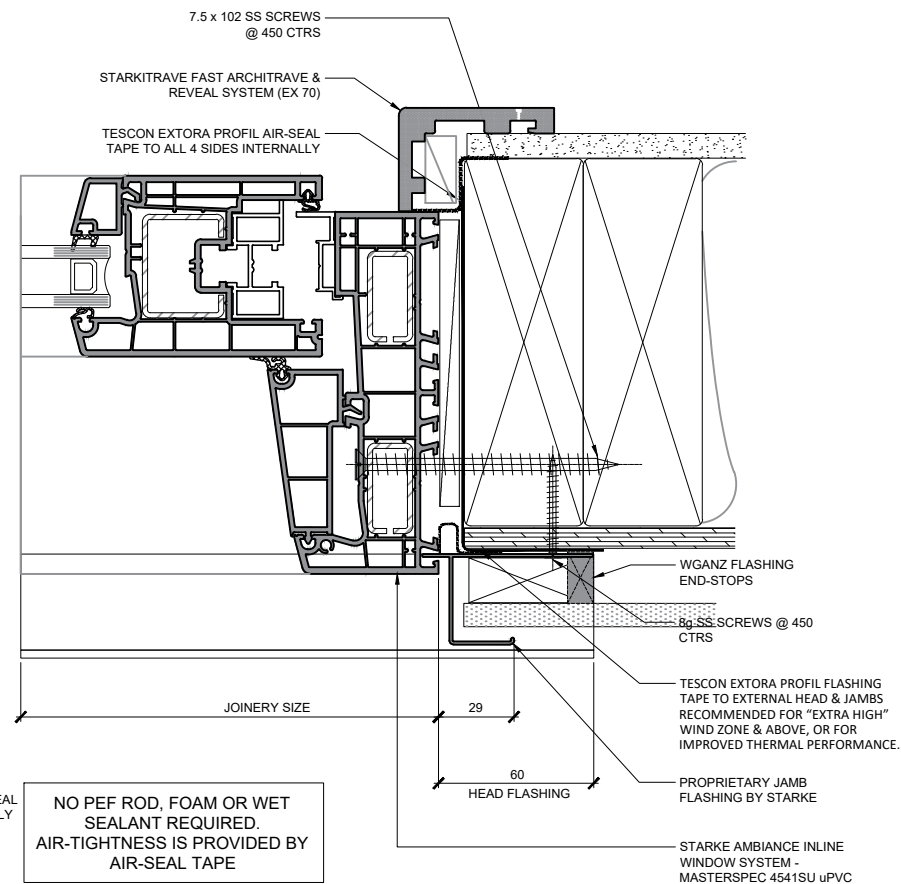 7.5 x 102 SS SCREWS
@ 450 CTRS
STARKITRAVE FAST ARCHITRAVE &
REVEAL SYSTEM (EX 70)
TESCON EXTORA PROFIL AIR-SEAL
TAPE TO ALL 4 SIDES INTERNALLY
WGANZ FLASHING
END-STOPS
8g SS SCREWS @ 450
CTRS
TESCON EXTORA PROFIL FLASHING
TAPE TO EXTERNAL HEAD & JAMBS
RECOMMENDED FOR “EXTRA HIGH”
WIND ZONE & ABOVE, OR FOR
IMPROVED THERMAL PERFORMANCE.
JOINERY SIZE
29
60
HEAD FLASHING
PROPRIETARY JAMB
FLASHING BY STARKE
STARKE AMBIANCE INLINE
WINDOW SYSTEM -
MASTERSPEC 4541SU uPVC
EAL
LY
NO PEF ROD, FOAM OR WET
SEALANT REQUIRED.
AIR-TIGHTNESS IS PROVIDED BY
AIR-SEAL TAPE